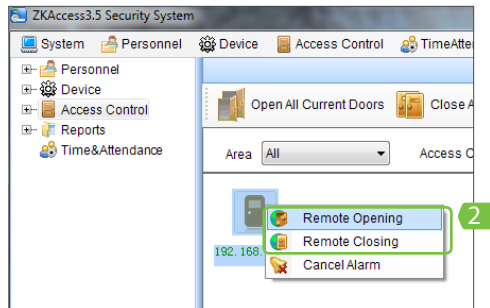 ZKAccess3.5 Security System
System Personnel Device Access Control TimeAtte
Personnel
Device
Access Control
Reports
Time&Attendance
Open All Current Doors Close A
Area All Access C
Remote Opening
2
Remote Closing
192.168.
Cancel Alarm